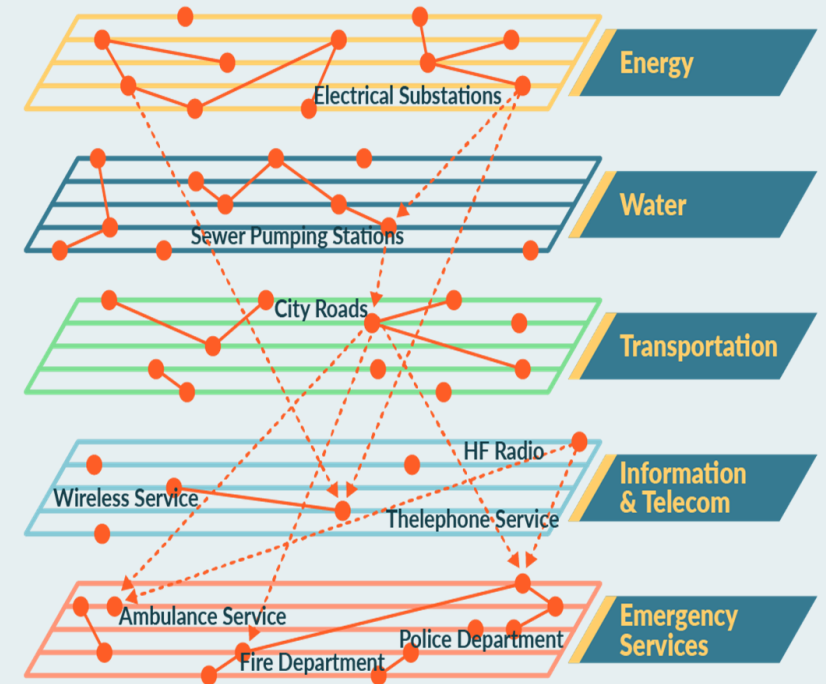 Energy
Electrical Substations
Water
Sewer Pumping Stations
City Roads
Transportation
HF Radio
Information
& Telecom
Wireless Service
Thelephone Service
Emergency
Services
Ambulance Service
Police Department
Fire Department